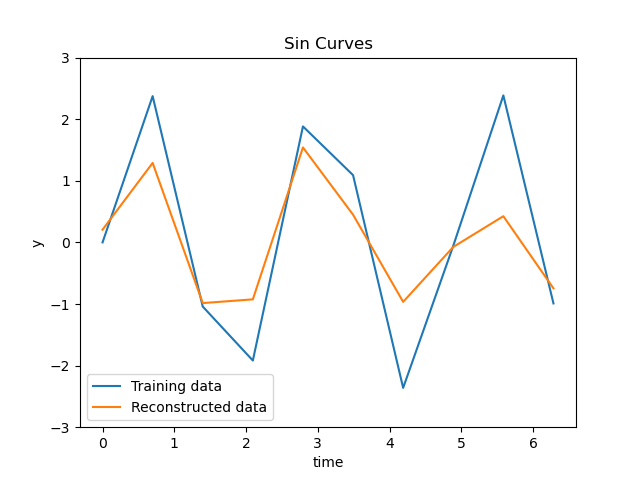 Sin Curves
3
2
1
0
−1
−2
−3
y
Training data
Reconstructed data
0 1 2 3 4 5 6
time